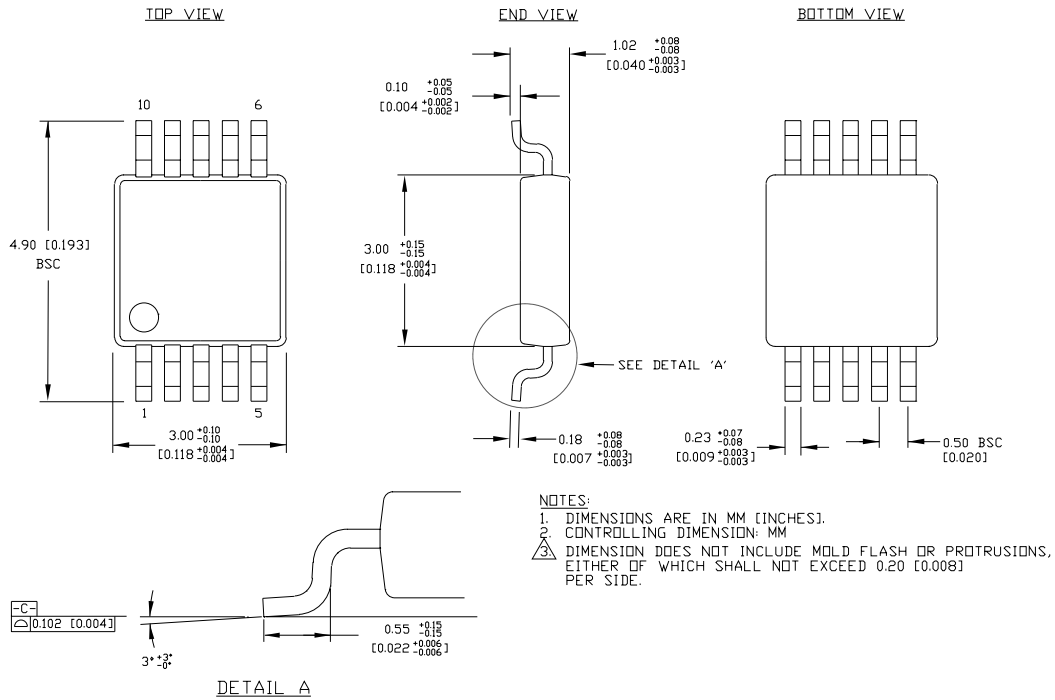 TOP VIEW
END VIEW
BOTTOM VIEW
1.02 +0.08 -0.08
[0.040 +0.003 -0.003]
0.10 +0.05 -0.05
[0.004 +0.002 -0.002]
10
6
4.90 [0.193]
BSC
3.00 +0.15 -0.15
[0.118 +0.004 -0.004]
SEE DETAIL 'A'
1
5
3.00 +0.10 -0.10
[0.118 +0.004 -0.004]
0.18 +0.08 -0.08
[0.007 +0.003 -0.003]
0.23 +0.07 -0.08
[0.009 +0.003 -0.003]
0.50 BSC
[0.020]
NOTES:
1. DIMENSIONS ARE IN MM [INCHES].
2. CONTROLLING DIMENSION: MM
3. DIMENSION DOES NOT INCLUDE MOLD FLASH OR PROTRUSIONS,
EITHER OF WHICH SHALL NOT EXCEED 0.20 [0.008]
PER SIDE.
-C-
⌓ 0.102 [0.004]
3° +3° -0°
0.55 +0.15 -0.15
[0.022 +0.006 -0.006]
DETAIL A